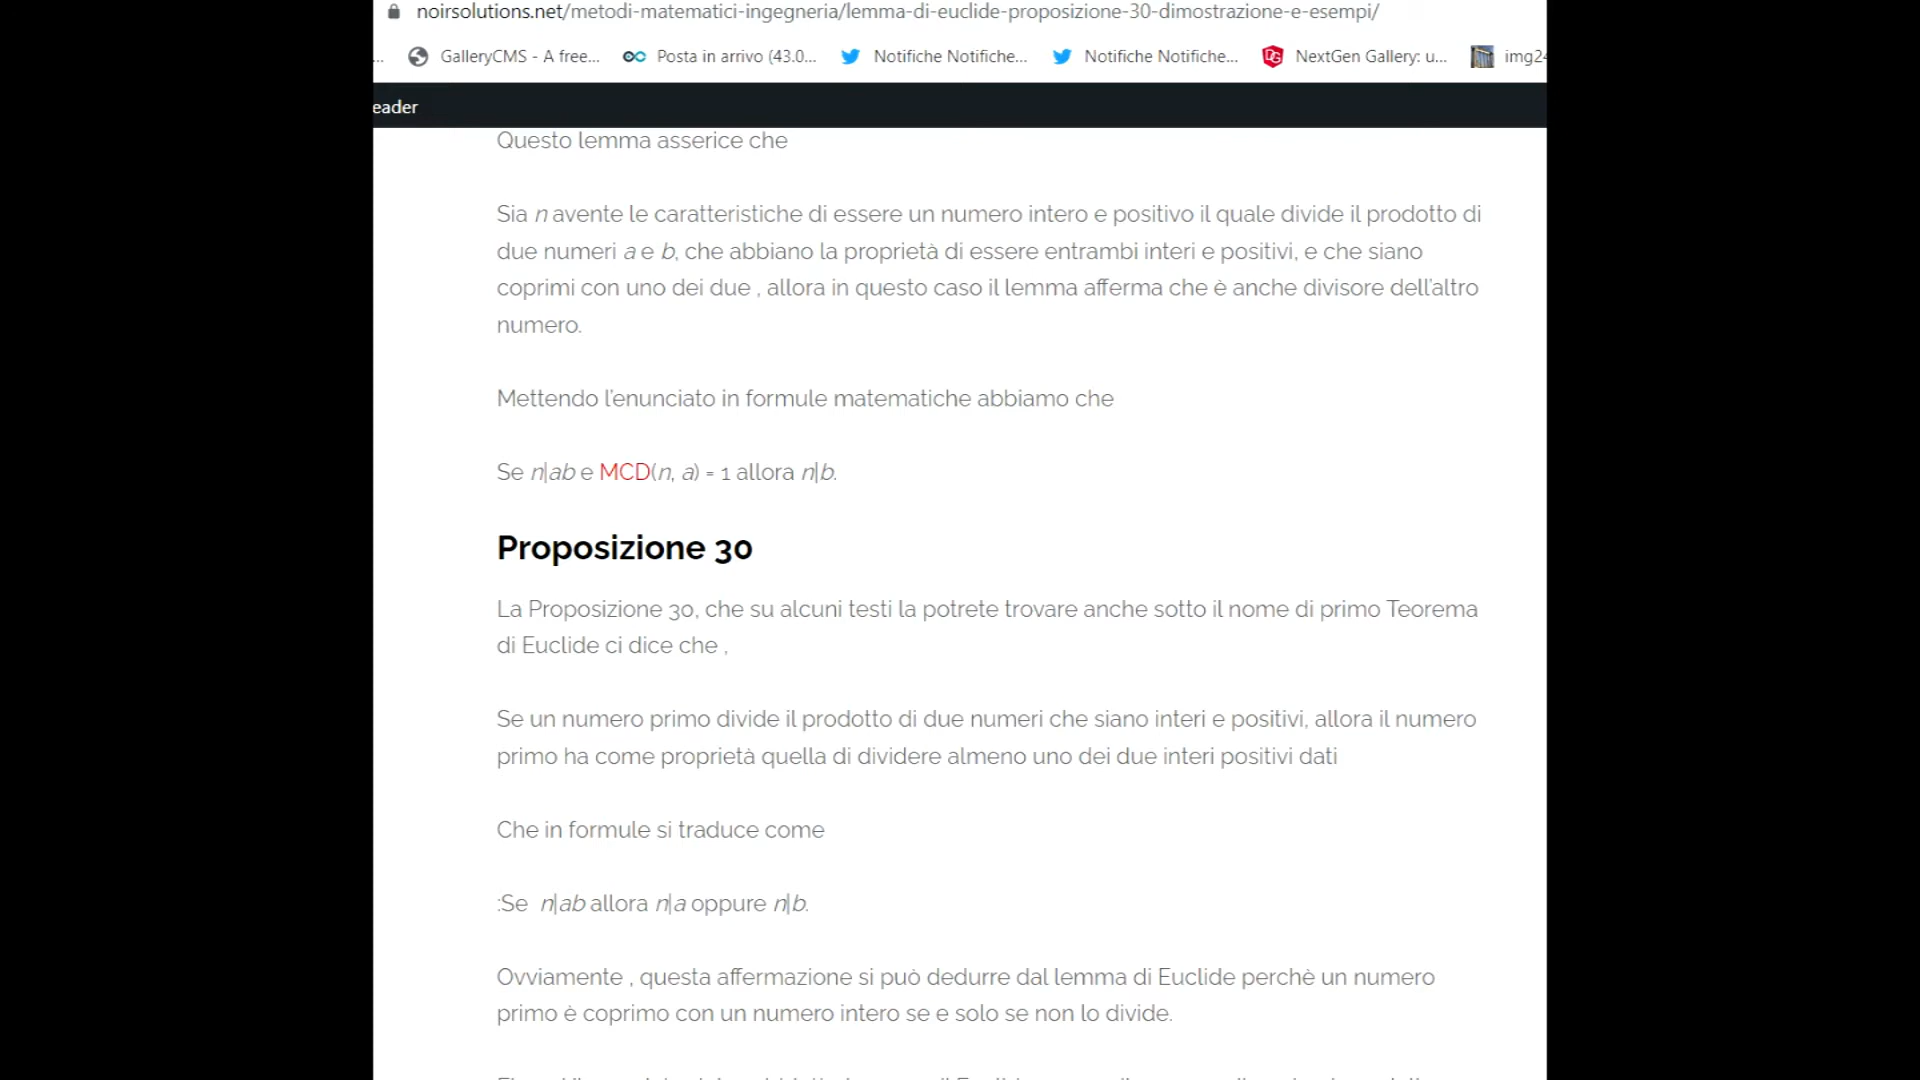 noirsolutions.net/metodi-matematici-ingegneria/lemma-di-euclide-proposizione-30-dimostrazione-e-esempi/
... GalleryCMS - A free... Posta in arrivo (43.0... Notifiche Notifiche... Notifiche Notifiche... NextGen Gallery: u... img24
eader
Questo lemma asserice che
Sia n avente le caratteristiche di essere un numero intero e positivo il quale divide il prodotto di
due numeri a e b, che abbiano la proprietà di essere entrambi interi e positivi, e che siano
coprimi con uno dei due , allora in questo caso il lemma afferma che è anche divisore dell'altro
numero.
Mettendo l'enunciato in formule matematiche abbiamo che
Se n|ab e MCD(n, a) = 1 allora n|b.
Proposizione 30
La Proposizione 30, che su alcuni testi la potrete trovare anche sotto il nome di primo Teorema
di Euclide ci dice che ,
Se un numero primo divide il prodotto di due numeri che siano interi e positivi, allora il numero
primo ha come proprietà quella di dividere almeno uno dei due interi positivi dati
Che in formule si traduce come
:Se n|ab allora n|a oppure n|b.
Ovviamente , questa affermazione si può dedurre dal lemma di Euclide perchè un numero
primo è coprimo con un numero intero se e solo se non lo divide.